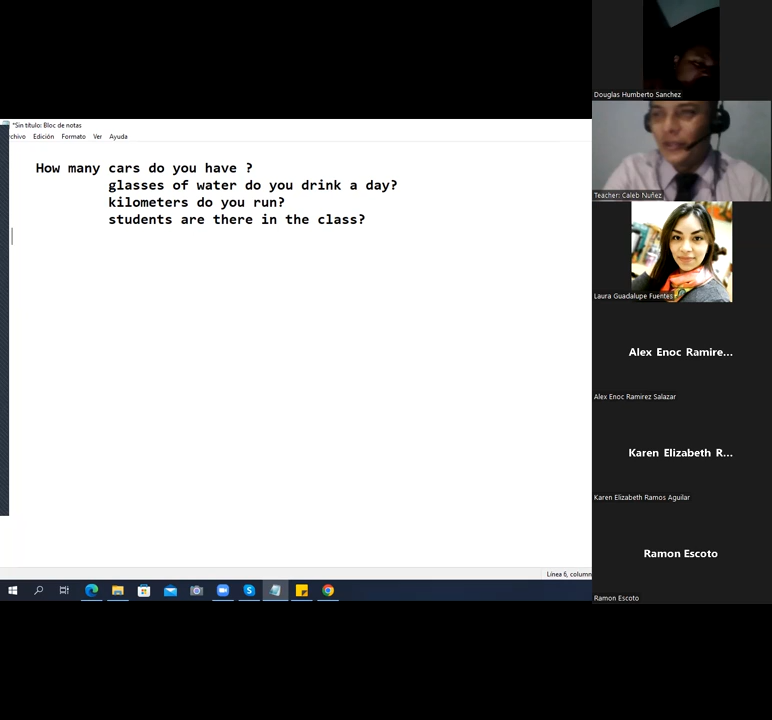 *Sin título: Bloc de notas
rchivo Edición Formato Ver Ayuda
How many cars do you have ?
glasses of water do you drink a day?
kilometers do you run?
students are there in the class?
Línea 6, column
Douglas Humberto Sanchez
Teacher: Caleb Nuñez
Laura Guadalupe Fuentes
Alex Enoc Ramire...
Alex Enoc Ramirez Salazar
Karen Elizabeth R...
Karen Elizabeth Ramos Aguilar
Ramon Escoto
Ramon Escoto